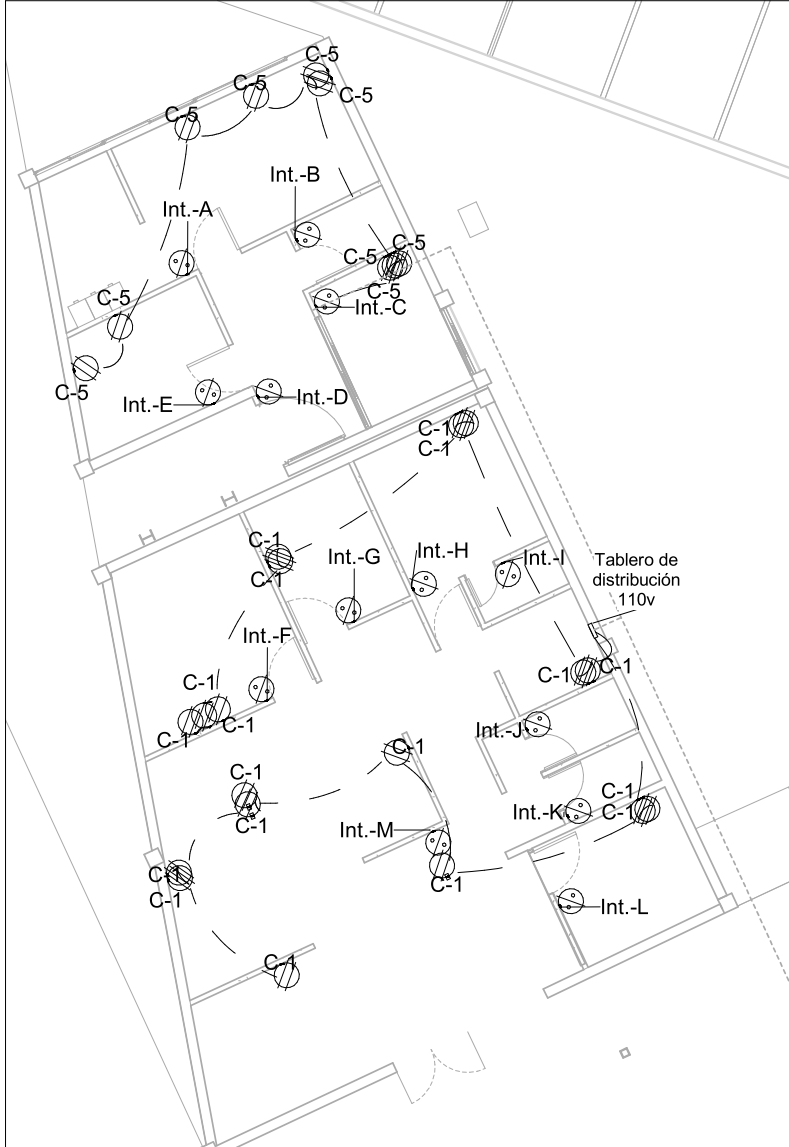 C-5
C-5
C-5
C-5
Int.-B
Int.-A
C-5
C-5
C-5
C-5
Int.-C
C-5
Int.-E
Int.-D
C-1
C-1
C-1
C-1
Int.-G
Int.-H
Int.-I
Tablero de
distribución
110v
Int.-F
C-1
C-1
C-1
C-1
C-1
Int.-J
C-1
C-1
C-1
Int.-M
Int.-K
C-1
C-1
C-1
C-1
C-1
Int.-L
C-1